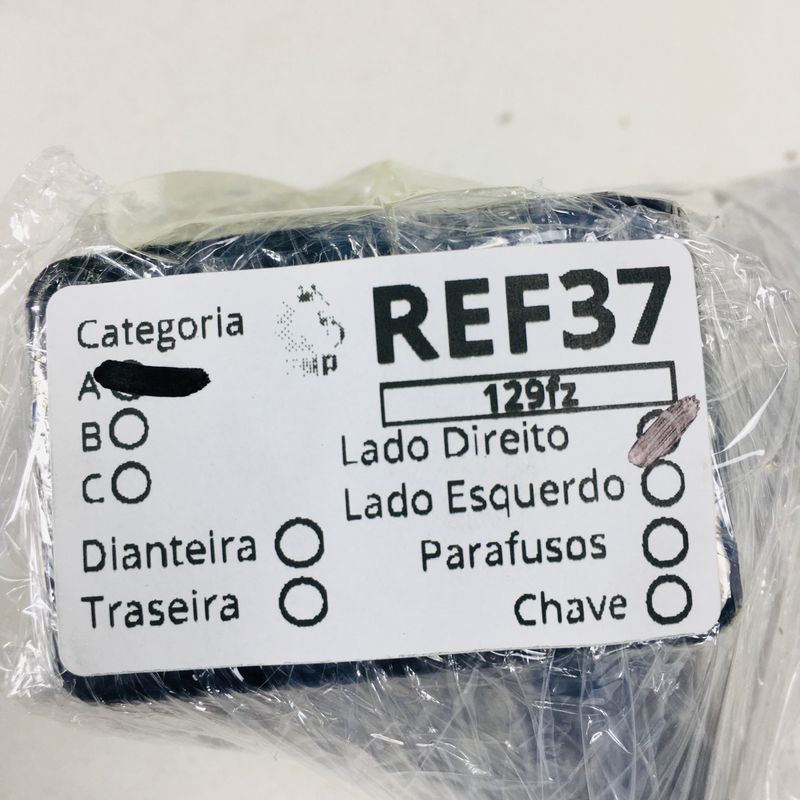 REF37
129fz
Categoria
A
B
C
Dianteira
Traseira
Lado Direito
Lado Esquerdo
Parafusos
Chave